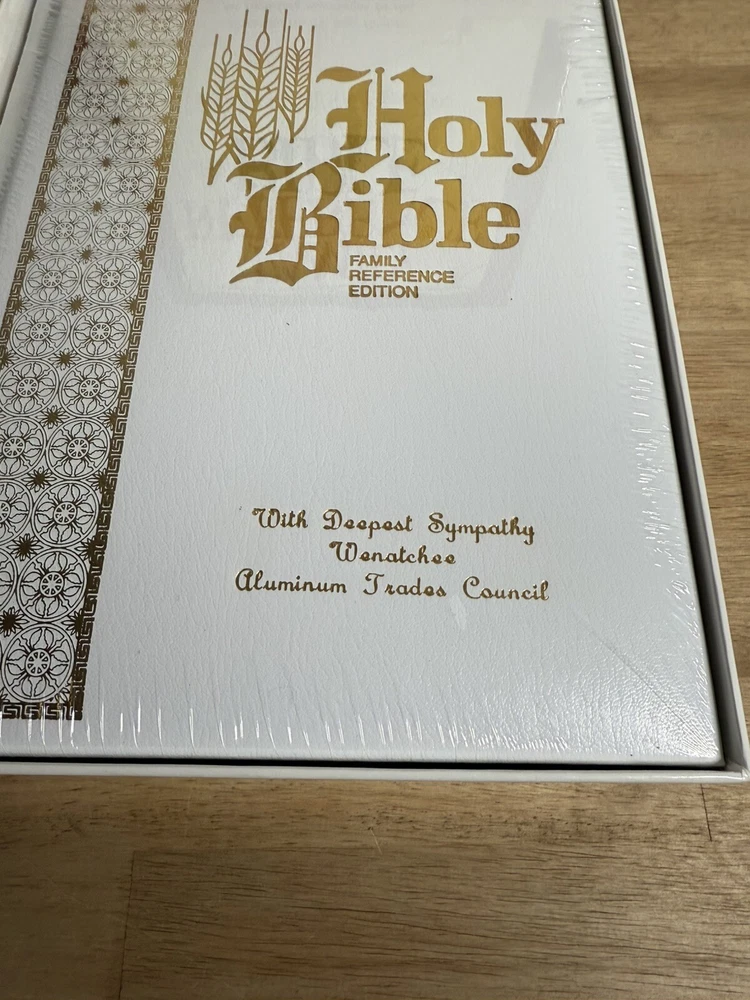 Holy
Bible
FAMILY
REFERENCE
EDITION
With Deepest Sympathy
Wenatchee
Aluminum Trades Council